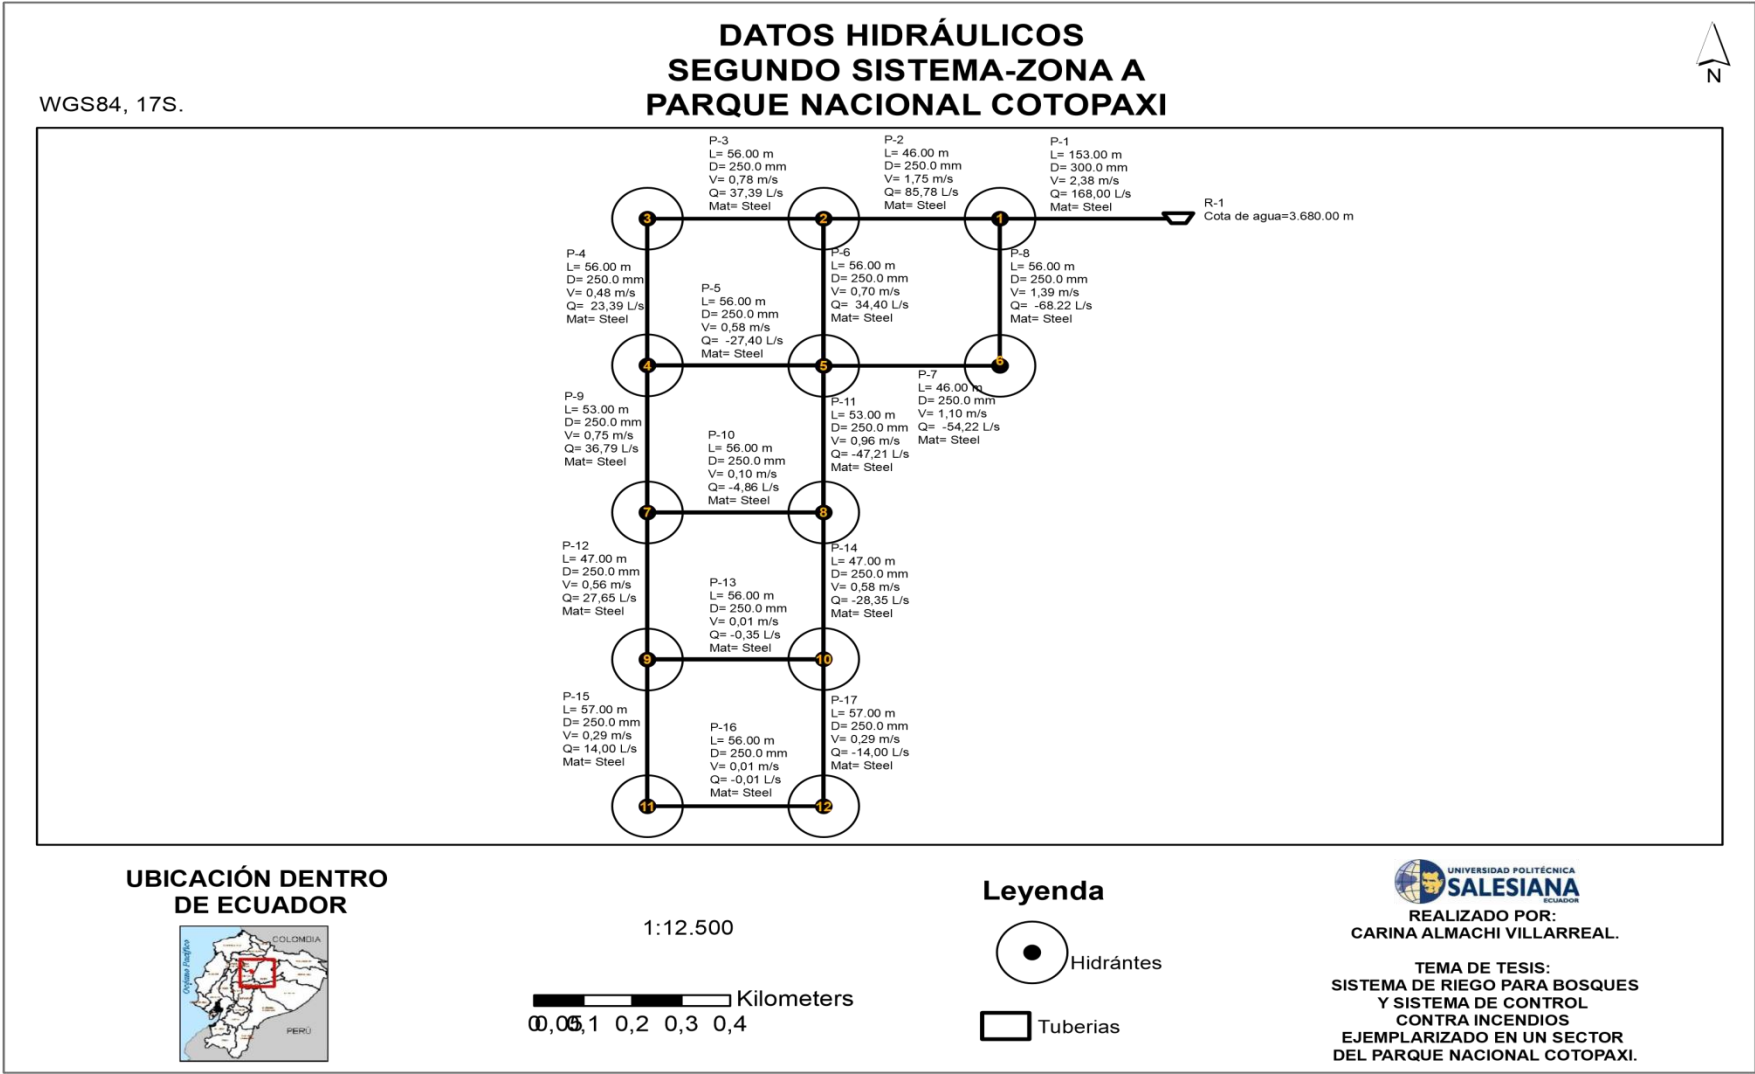 DATOS HIDRÁULICOS
SEGUNDO SISTEMA-ZONA A
PARQUE NACIONAL COTOPAXI
WGS84, 17S.
N
P-3
L= 56.00 m
D= 250.0 mm
V= 0,78 m/s
Q= 37,39 L/s
Mat= Steel
P-2
L= 46.00 m
D= 250.0 mm
V= 1,75 m/s
Q= 85,78 L/s
Mat= Steel
P-1
L= 153.00 m
D= 300.0 mm
V= 2,38 m/s
Q= 168,00 L/s
Mat= Steel
R-1
Cota de agua=3.680.00 m
3
2
1
P-4
L= 56.00 m
D= 250.0 mm
V= 0,48 m/s
Q= 23,39 L/s
Mat= Steel
P-5
L= 56.00 m
D= 250.0 mm
V= 0,58 m/s
Q= -27,40 L/s
Mat= Steel
P-6
L= 56.00 m
D= 250.0 mm
V= 0,70 m/s
Q= 34,40 L/s
Mat= Steel
P-8
L= 56.00 m
D= 250.0 mm
V= 1,39 m/s
Q= -68.22 L/s
Mat= Steel
4
5
6
P-9
L= 53.00 m
D= 250.0 mm
V= 0,75 m/s
Q= 36,79 L/s
Mat= Steel
P-10
L= 56.00 m
D= 250.0 mm
V= 0,10 m/s
Q= -4,86 L/s
Mat= Steel
P-11
L= 53.00 m
D= 250.0 mm
V= 0,96 m/s
Q= -47,21 L/s
Mat= Steel
P-7
L= 46.00 m
D= 250.0 mm
V= 1,10 m/s
Q= -54,22 L/s
Mat= Steel
7
8
P-12
L= 47.00 m
D= 250.0 mm
V= 0,56 m/s
Q= 27,65 L/s
Mat= Steel
P-13
L= 56.00 m
D= 250.0 mm
V= 0,01 m/s
Q= -0,35 L/s
Mat= Steel
P-14
L= 47.00 m
D= 250.0 mm
V= 0,58 m/s
Q= -28,35 L/s
Mat= Steel
9
10
P-15
L= 57.00 m
D= 250.0 mm
V= 0,29 m/s
Q= 14,00 L/s
Mat= Steel
P-16
L= 56.00 m
D= 250.0 mm
V= 0,01 m/s
Q= -0,01 L/s
Mat= Steel
P-17
L= 57.00 m
D= 250.0 mm
V= 0,29 m/s
Q= -14,00 L/s
Mat= Steel
11
12
UBICACIÓN DENTRO
DE ECUADOR
COLOMBIA
Océano Pacífico
PERÚ
1:12.500
Kilometers
0 0,05 0,1 0,2 0,3 0,4
Leyenda
Hidrántes
Tuberias
UNIVERSIDAD POLITÉCNICA
SALESIANA
ECUADOR
REALIZADO POR:
CARINA ALMACHI VILLARREAL.
TEMA DE TESIS:
SISTEMA DE RIEGO PARA BOSQUES
Y SISTEMA DE CONTROL
CONTRA INCENDIOS
EJEMPLARIZADO EN UN SECTOR
DEL PARQUE NACIONAL COTOPAXI.